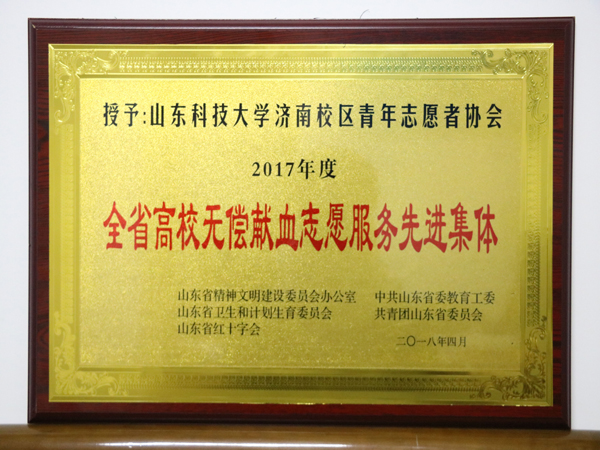 授予:山东科技大学济南校区青年志愿者协会
2017年度
全省高校无偿献血志愿服务先进集体
山东省精神文明建设委员会办公室 中共山东省委教育工委
山东省卫生和计划生育委员会 共青团山东省委员会
山东省红十字会
二〇一八年四月